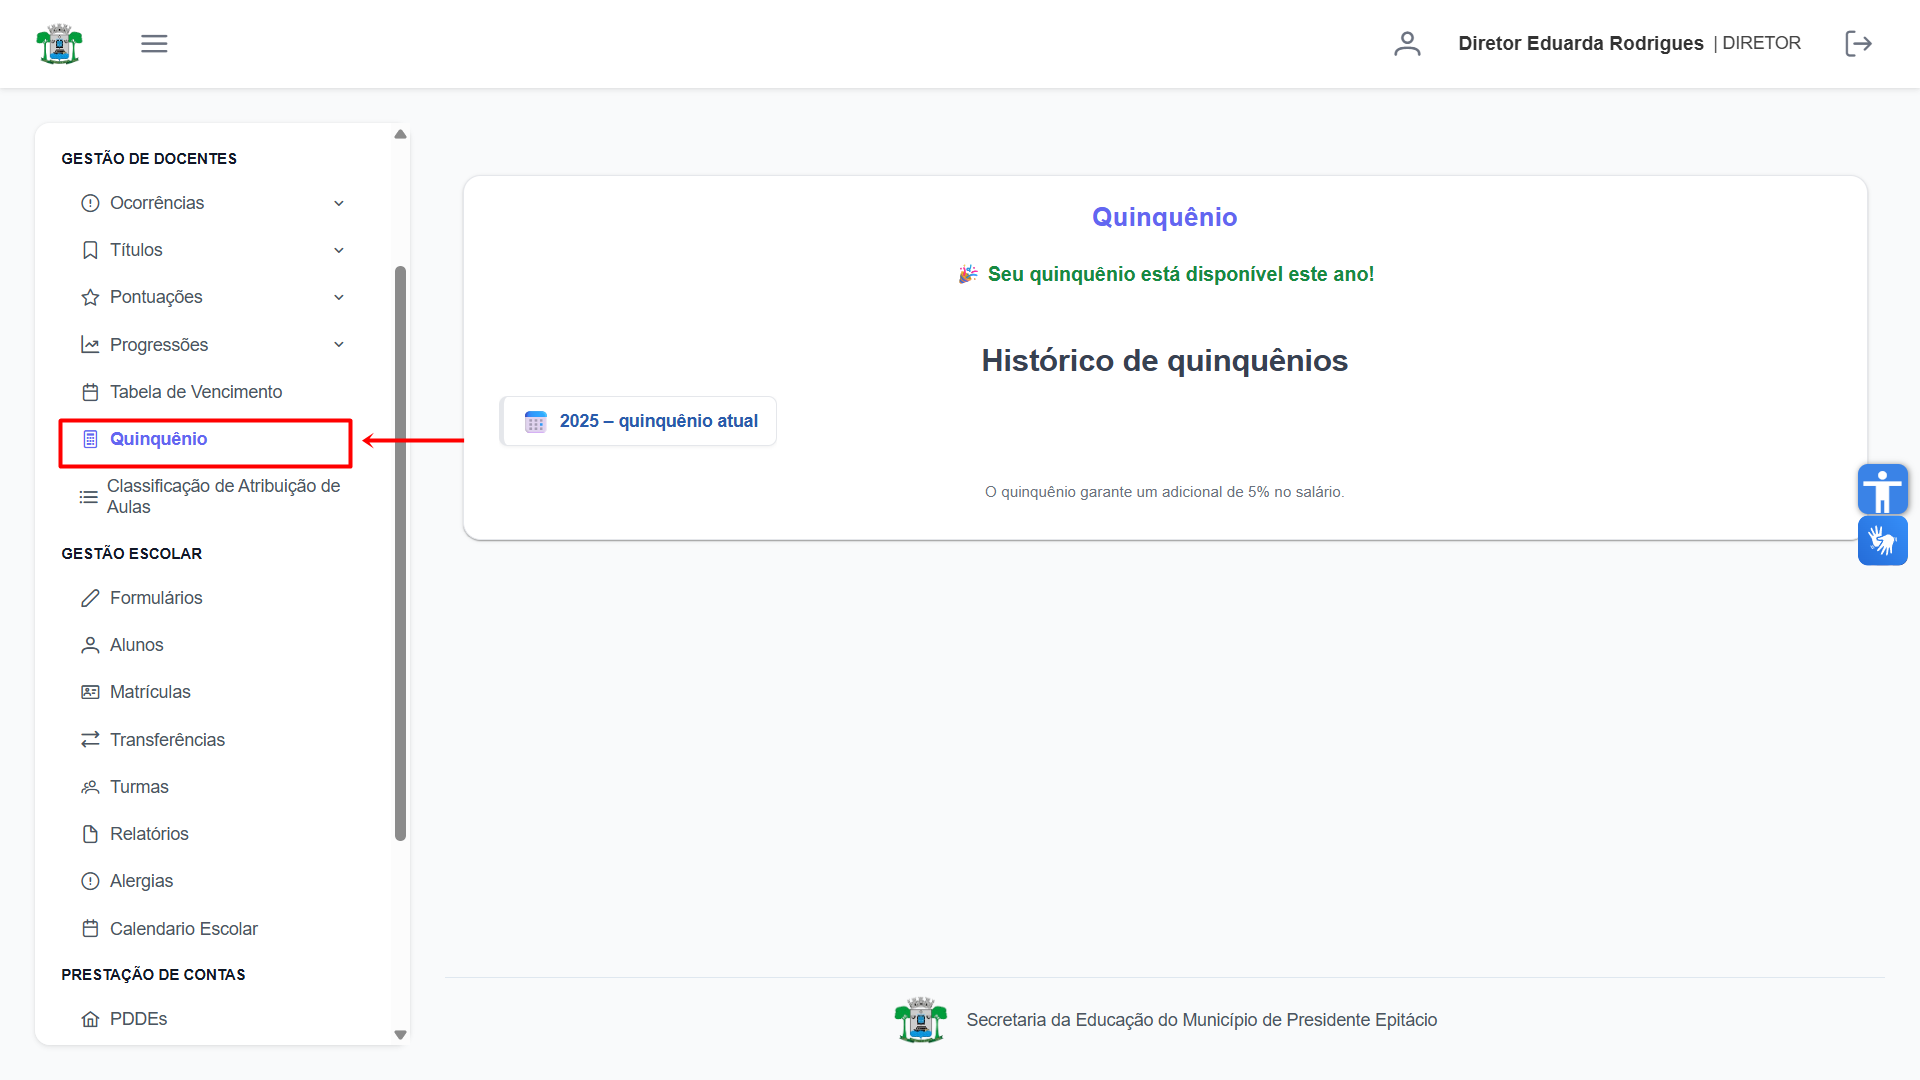 Diretor Eduarda Rodrigues | DIRETOR
GESTÃO DE DOCENTES
Ocorrências
Títulos
Pontuações
Progressões
Tabela de Vencimento
Quinquênio
Classificação de Atribuição de
Aulas
GESTÃO ESCOLAR
Formulários
Alunos
Matrículas
Transferências
Turmas
Relatórios
Alergias
Calendario Escolar
PRESTAÇÃO DE CONTAS
PDDEs
Quinquênio
🎉 Seu quinquênio está disponível este ano!
Histórico de quinquênios
2025 – quinquênio atual
O quinquênio garante um adicional de 5% no salário.
Secretaria da Educação do Município de Presidente Epitácio